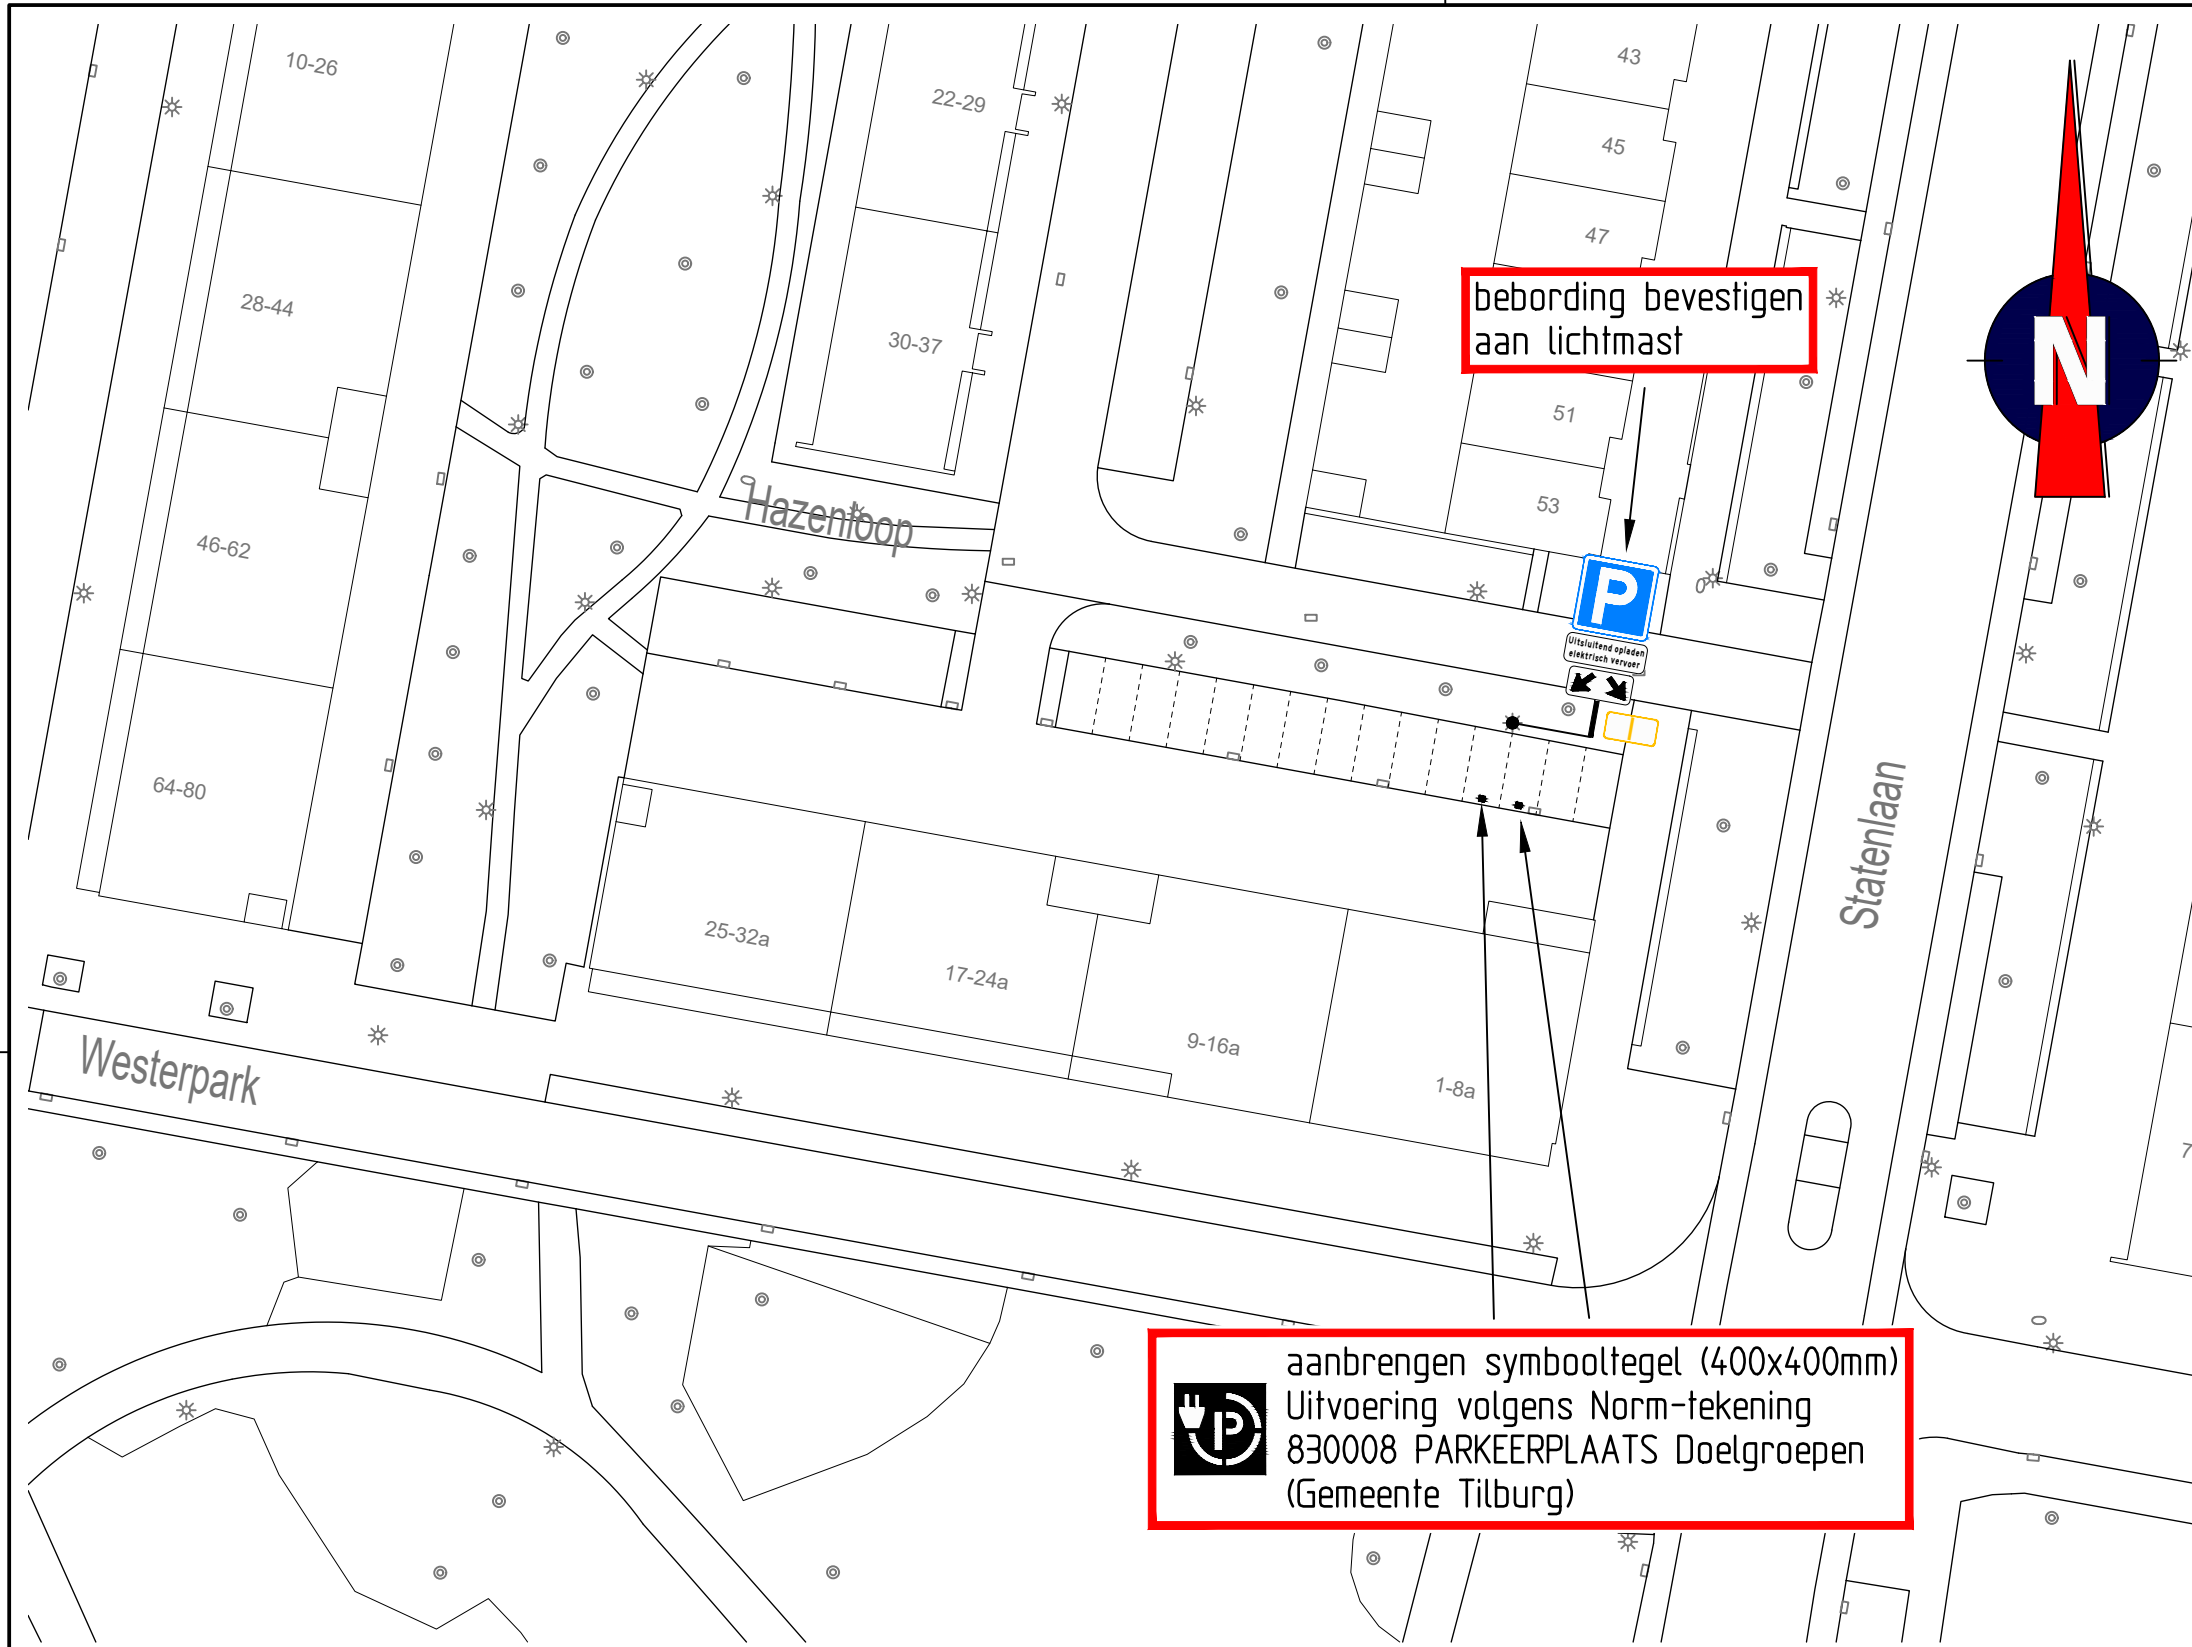 10-26
22-29
43
45
47
28-44
30-37
bebording bevestigen
aan lichtmast
N
51
53
46-62
Hazenloop
P
Uitsluitend opladen
elektrisch vervoer
64-80
Statenlaan
25-32a
17-24a
9-16a
1-8a
Westerpark
7
aanbrengen symbooltegel (400x400mm)
Uitvoering volgens Norm-tekening
830008 PARKEERPLAATS Doelgroepen
(Gemeente Tilburg)
P